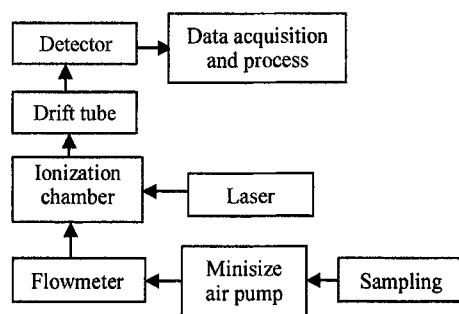 Detector
Data acquisition
and process
Drift tube
Ionization
chamber
Laser
Flowmeter
Minisize
air pump
Sampling